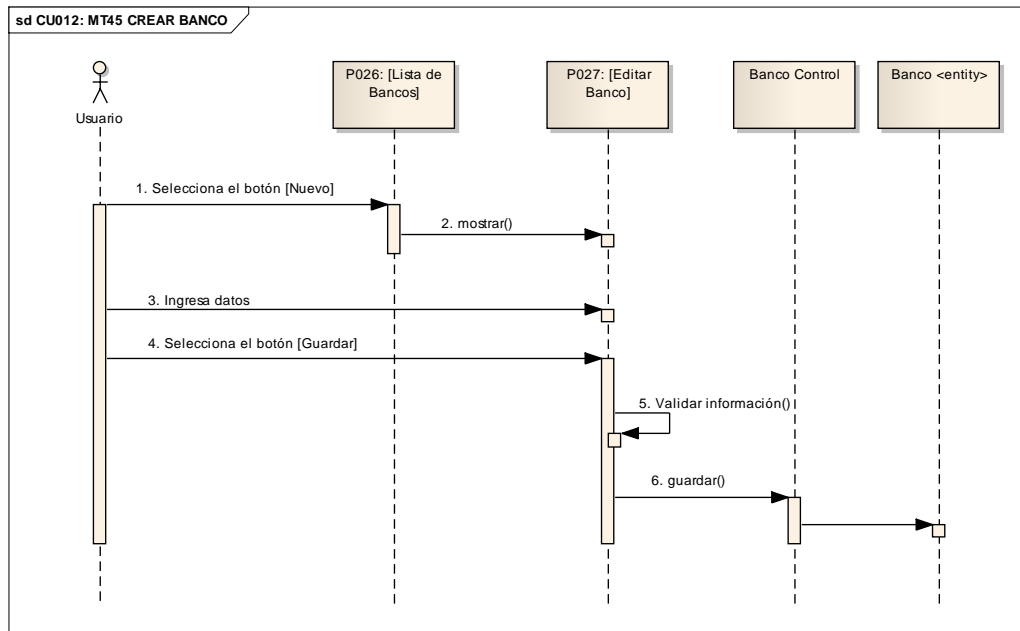 sd CU012: MT45 CREAR BANCO
Usuario
P026: [Lista de
Bancos]
P027: [Editar
Banco]
Banco Control
Banco <entity>
1. Selecciona el botón [Nuevo]
2. mostrar()
3. Ingresa datos
4. Selecciona el botón [Guardar]
5. Validar información()
6. guardar()